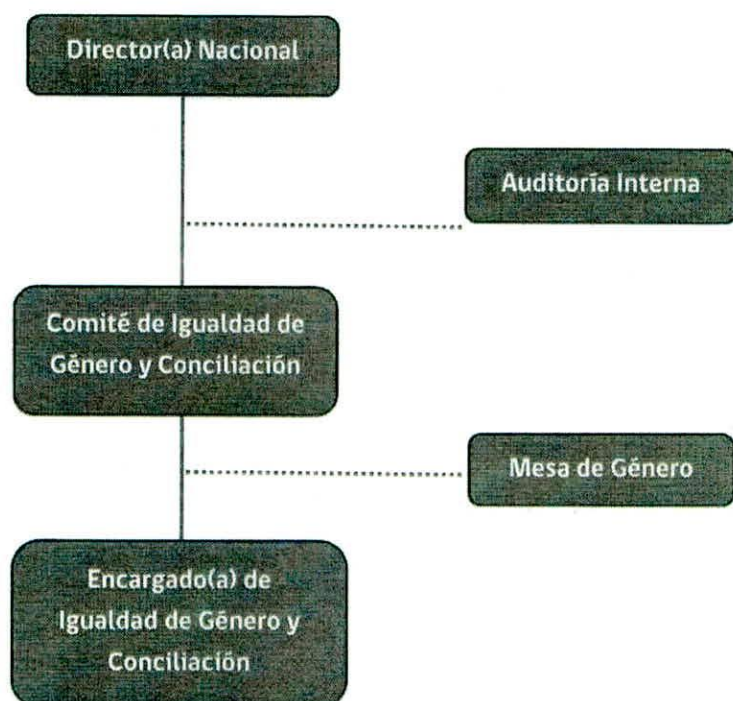 Director(a) Nacional
Auditoría Interna
Comité de Igualdad de
Género y Conciliación
Mesa de Género
Encargado(a) de
Igualdad de Género y
Conciliación